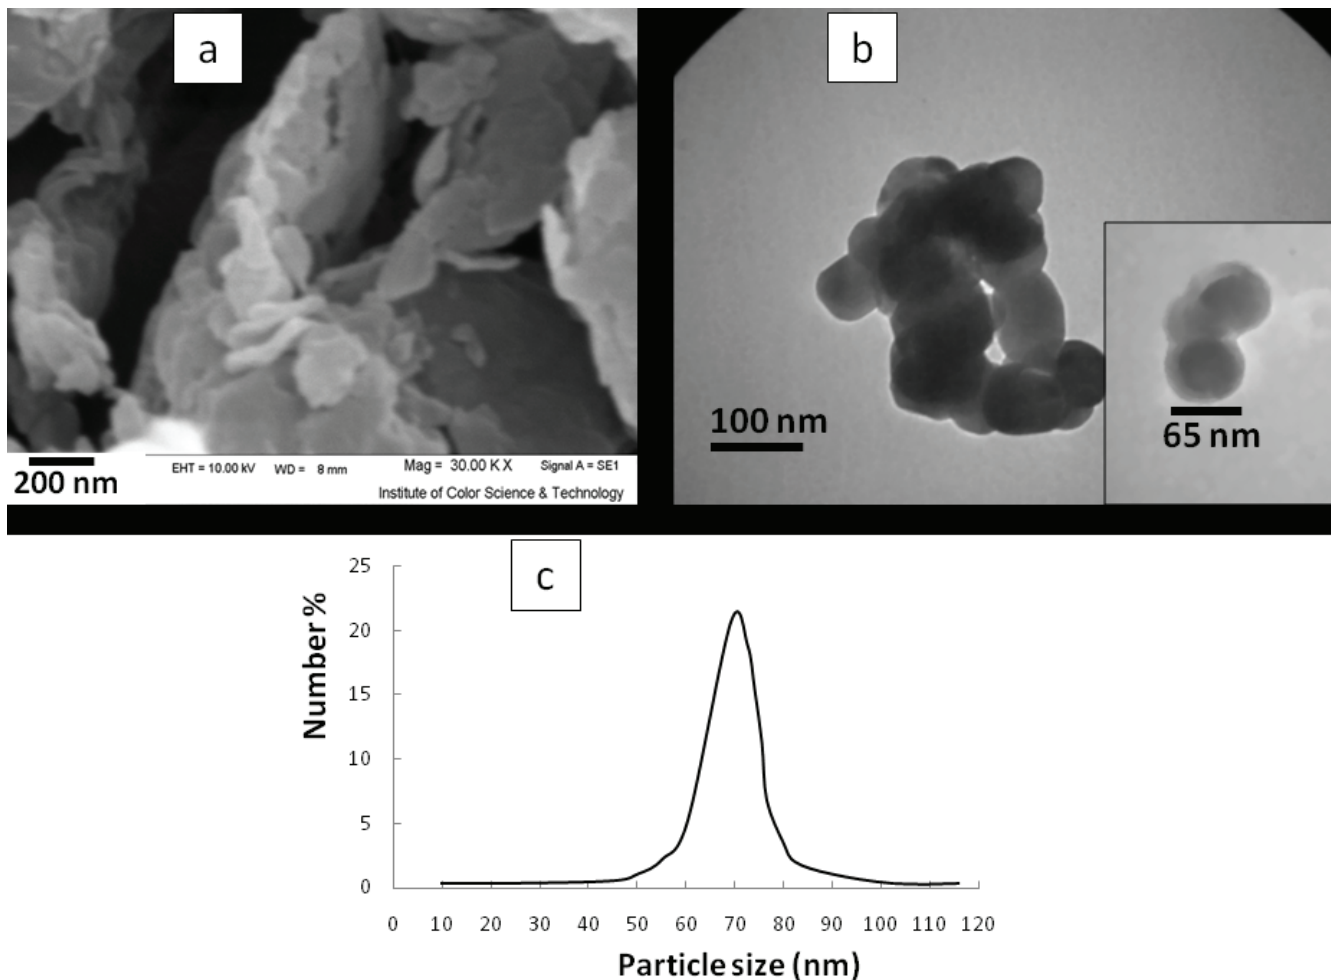 a
b
200 nm
EHT = 10.00 kV WD = 8 mm Mag = 30.00 K X Signal A = SE1
Institute of Color Science & Technology
100 nm
65 nm
c
Number %
25
20
15
10
5
0
0 10 20 30 40 50 60 70 80 90 100 110 120
Particle size (nm)